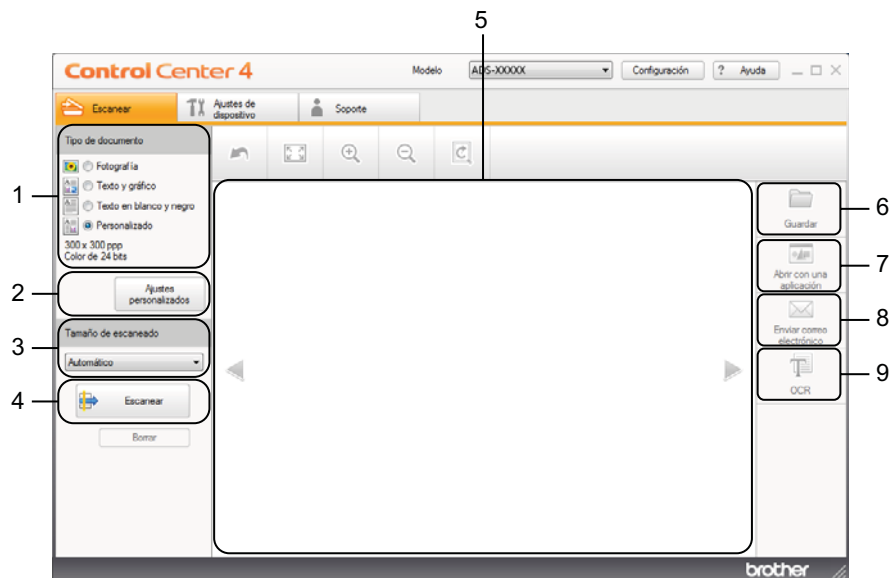 5
Control Center 4
Modelo
ADS-XXXXX
Configuración
? Ayuda
Escanear
Ajustes de
dispositivo
Soporte
Tipo de documento
Fotografía
Texto y gráfico
Texto en blanco y negro
Personalizado
300 x 300 ppp
Color de 24 bits
1
Ajustes
personalizados
2
Tamaño de escaneado
Automático
3
Escanear
4
Borrar
Guardar
6
Abrir con una
aplicación
7
Enviar correo
electrónico
8
OCR
9
brother